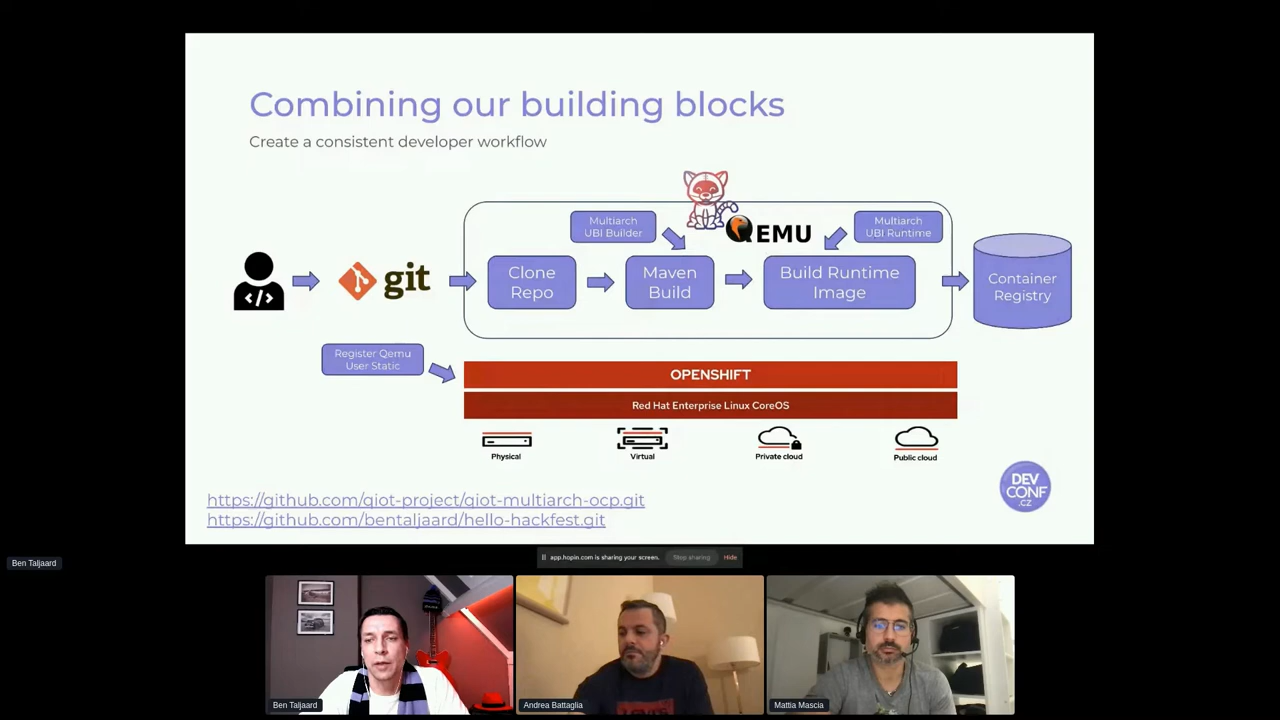 Combining our building blocks
Create a consistent developer workflow
Multiarch
UBI Builder
QEMU
Multiarch
UBI Runtime
git
Clone
Repo
Maven
Build
Build Runtime
Image
Container
Registry
Register Qemu
User Static
OPENSHIFT
Red Hat Enterprise Linux CoreOS
Physical
Virtual
Private cloud
Public cloud
DEV
CONF
.CZ
https://github.com/qiot-project/qiot-multiarch-ocp.git
https://github.com/bentaljaard/hello-hackfest.git
app.hopin.com is sharing your screen.
Stop sharing
Hide
Ben Taljaard
Ben Taljaard
Andrea Battaglia
Mattia Mascia